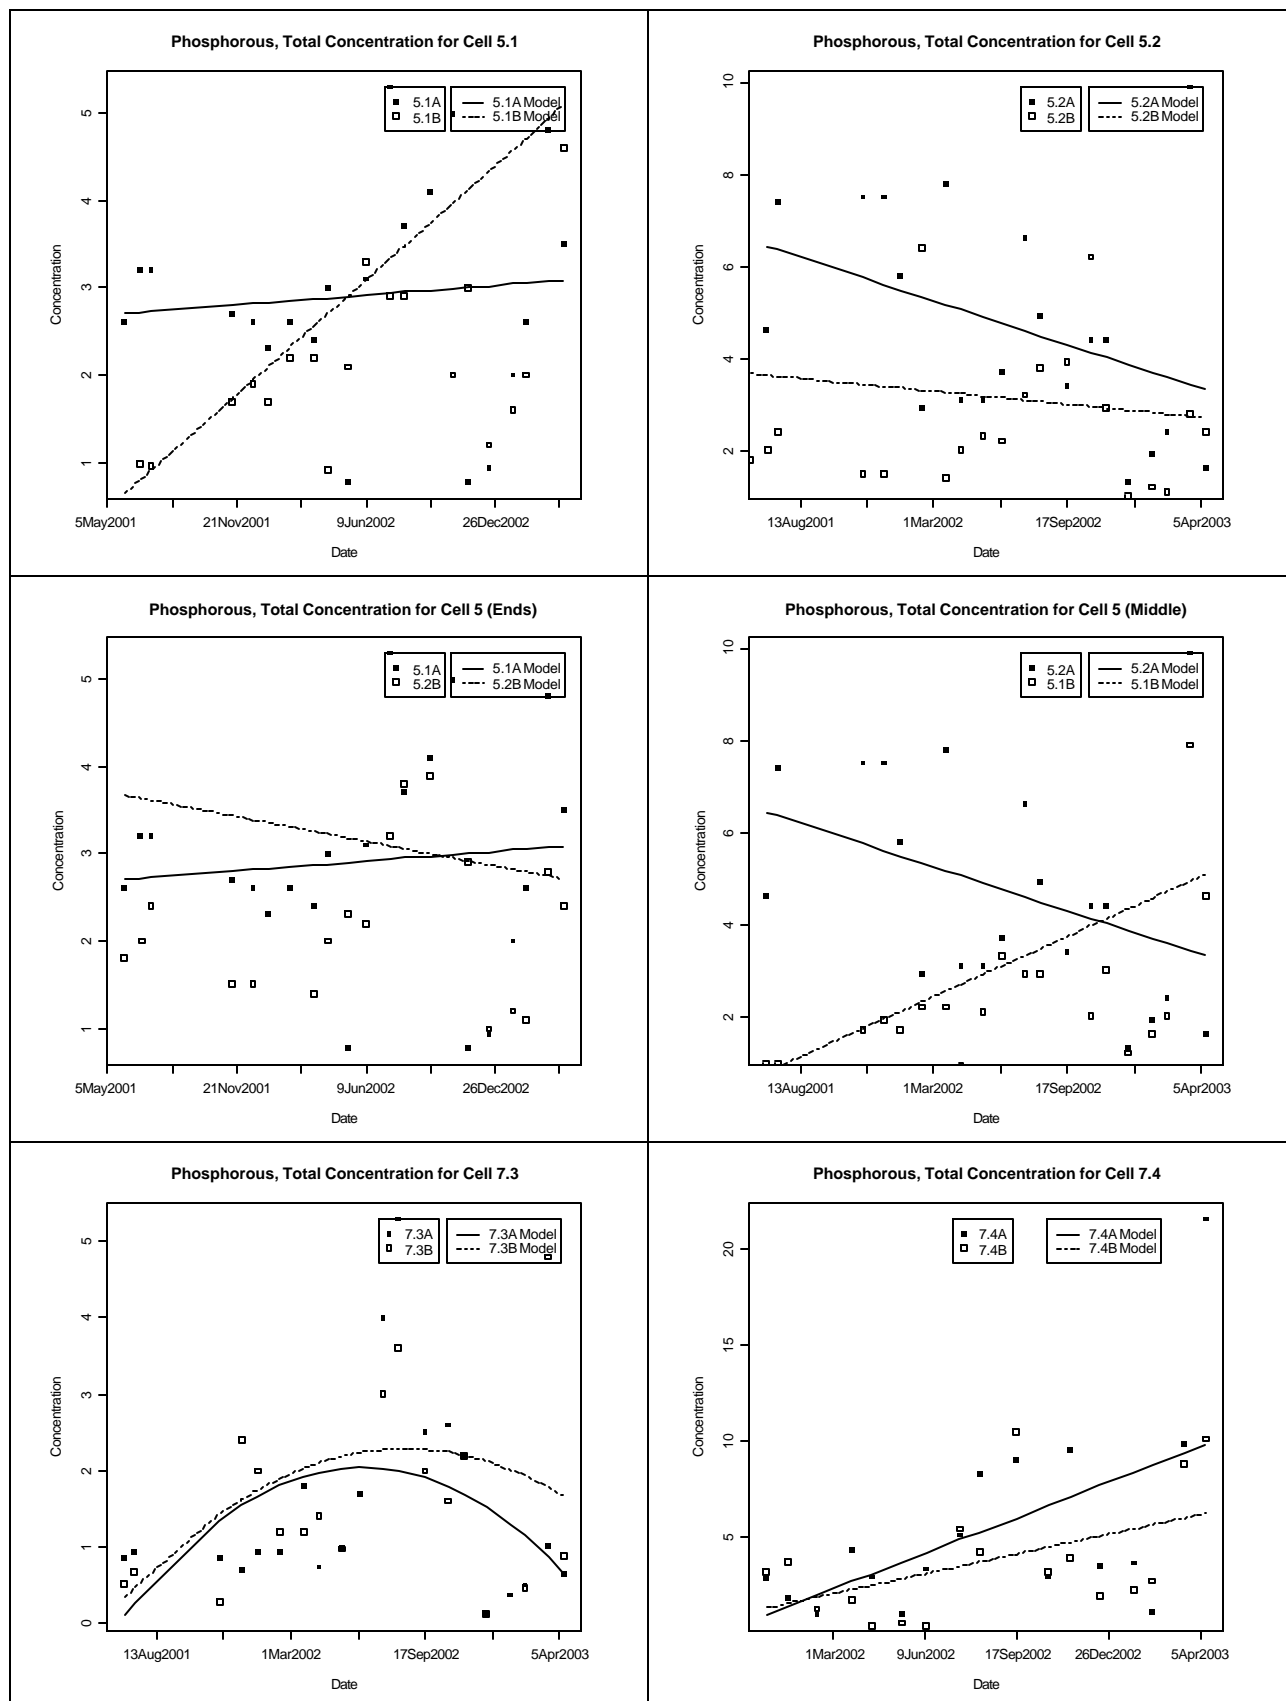 Phosphorous, Total Concentration for Cell 5.1
5.1A
5.1B
5.1A Model
5.1B Model
Concentration
5
4
3
2
1
5May2001
21Nov2001
9Jun2002
26Dec2002
Date
Phosphorous, Total Concentration for Cell 5.2
5.2A
5.2B
5.2A Model
5.2B Model
Concentration
10
8
6
4
2
13Aug2001
1Mar2002
17Sep2002
5Apr2003
Date
Phosphorous, Total Concentration for Cell 5 (Ends)
5.1A
5.2B
5.1A Model
5.2B Model
Concentration
5
4
3
2
1
5May2001
21Nov2001
9Jun2002
26Dec2002
Date
Phosphorous, Total Concentration for Cell 5 (Middle)
5.2A
5.1B
5.2A Model
5.1B Model
Concentration
10
8
6
4
2
13Aug2001
1Mar2002
17Sep2002
5Apr2003
Date
Phosphorous, Total Concentration for Cell 7.3
7.3A
7.3B
7.3A Model
7.3B Model
Concentration
5
4
3
2
1
0
13Aug2001
1Mar2002
17Sep2002
5Apr2003
Date
Phosphorous, Total Concentration for Cell 7.4
7.4A
7.4B
7.4A Model
7.4B Model
Concentration
20
15
10
5
1Mar2002
9Jun2002
17Sep2002
26Dec2002
5Apr2003
Date